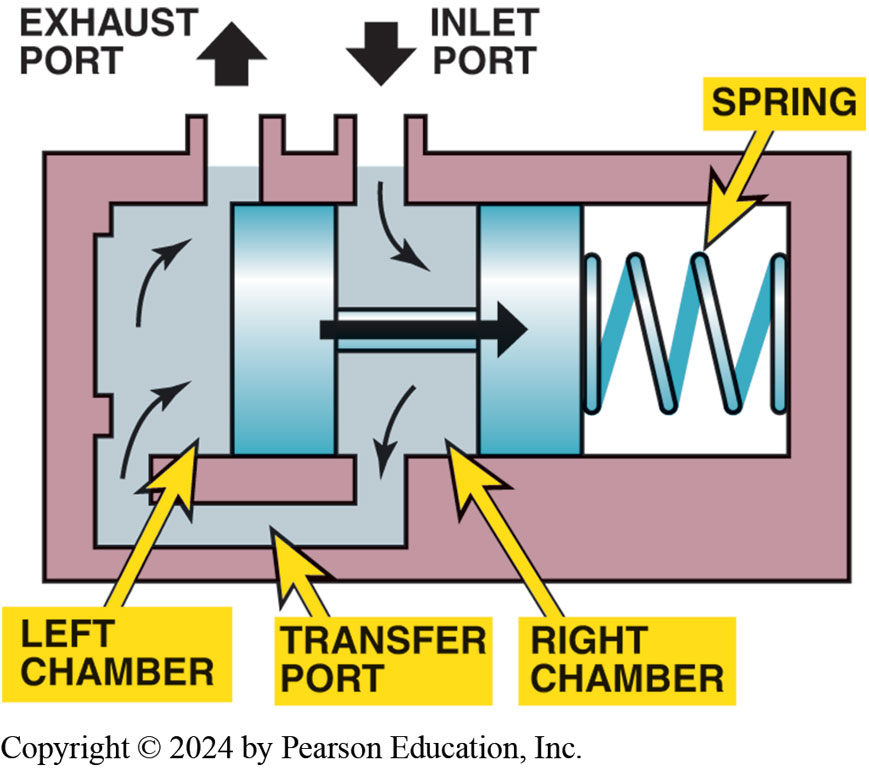 EXHAUST
PORT
INLET
PORT
SPRING
LEFT
CHAMBER
TRANSFER
PORT
RIGHT
CHAMBER
Copyright © 2024 by Pearson Education, Inc.